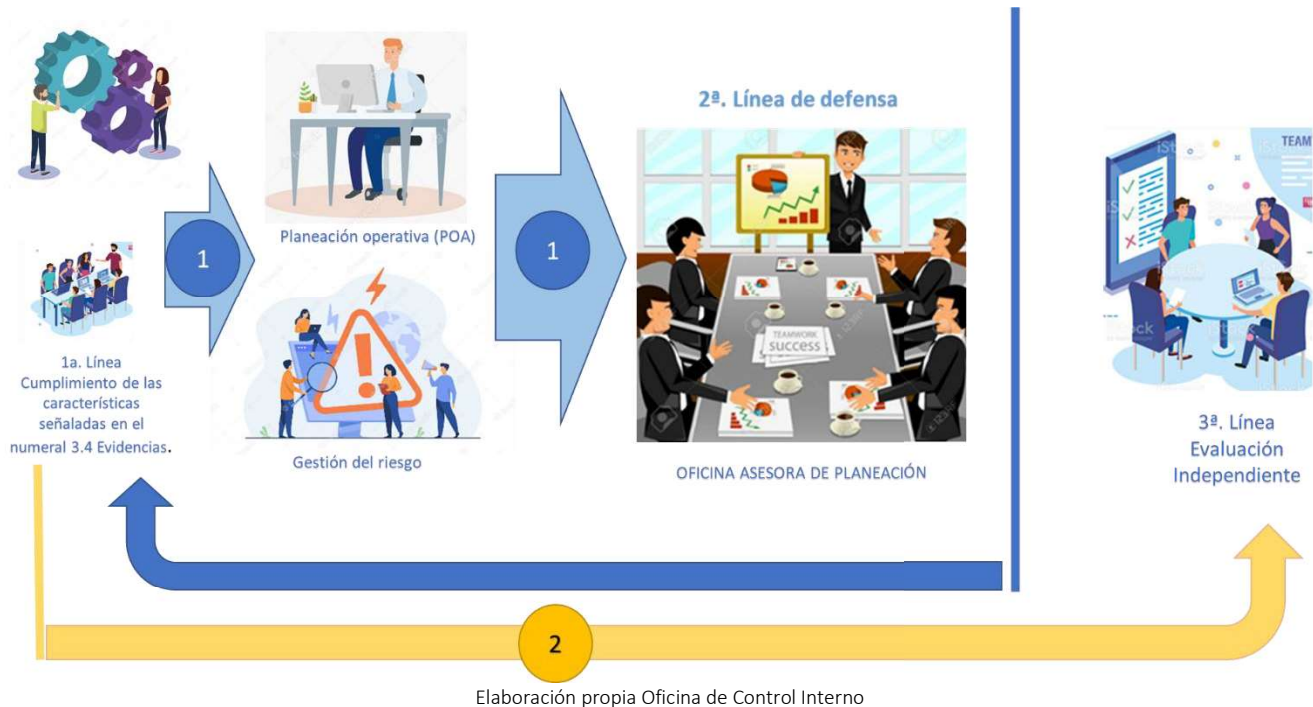 1a. Línea
Cumplimiento de las
características
señaladas en el
numeral 3.4 Evidencias.
1
Planeación operativa (POA)
Gestión del riesgo
1
2ª. Línea de defensa
TEAMWORK
success
OFICINA ASESORA DE PLANEACIÓN
TEAM
iStock
3ª. Línea
Evaluación
Independiente
2
Elaboración propia Oficina de Control Interno